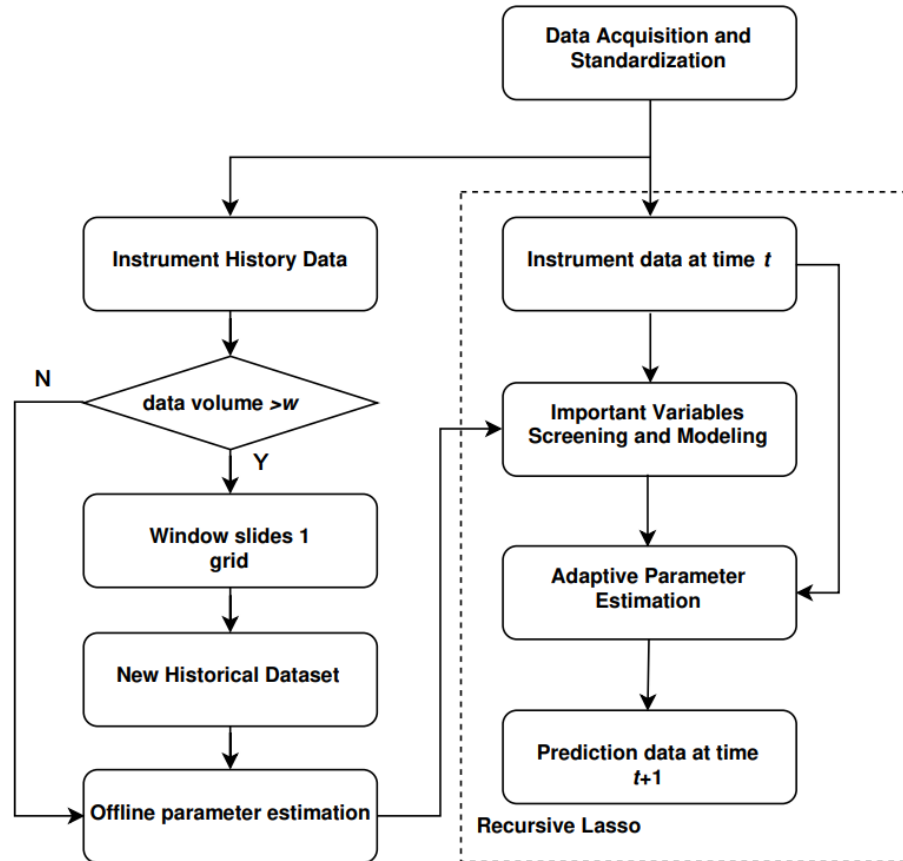 Data Acquisition and
Standardization
Instrument History Data
Instrument data at time t
N
data volume >w
Important Variables
Screening and Modeling
Y
Window slides 1
grid
Adaptive Parameter
Estimation
New Historical Dataset
Prediction data at time
t+1
Offline parameter estimation
Recursive Lasso